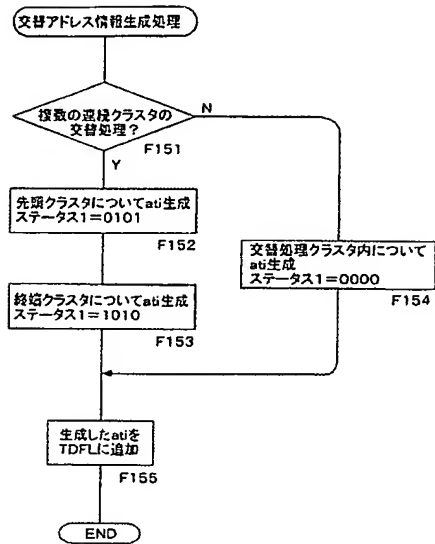 交替アドレス情報生成処理
複数の連続クラスタの
交替処理？
N
F151
Y
先頭クラスタについてati生成
ステータス1=0101
F152
交替処理クラスタ内について
ati生成
ステータス1=0000
F154
終端クラスタについてati生成
ステータス1=1010
F153
生成したatiを
TDFLに追加
F155
END